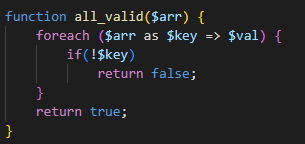 function all_valid($arr) {
    foreach ($arr as $key => $val) {
        if(!$key)
            return false;
    }
    return true;
}